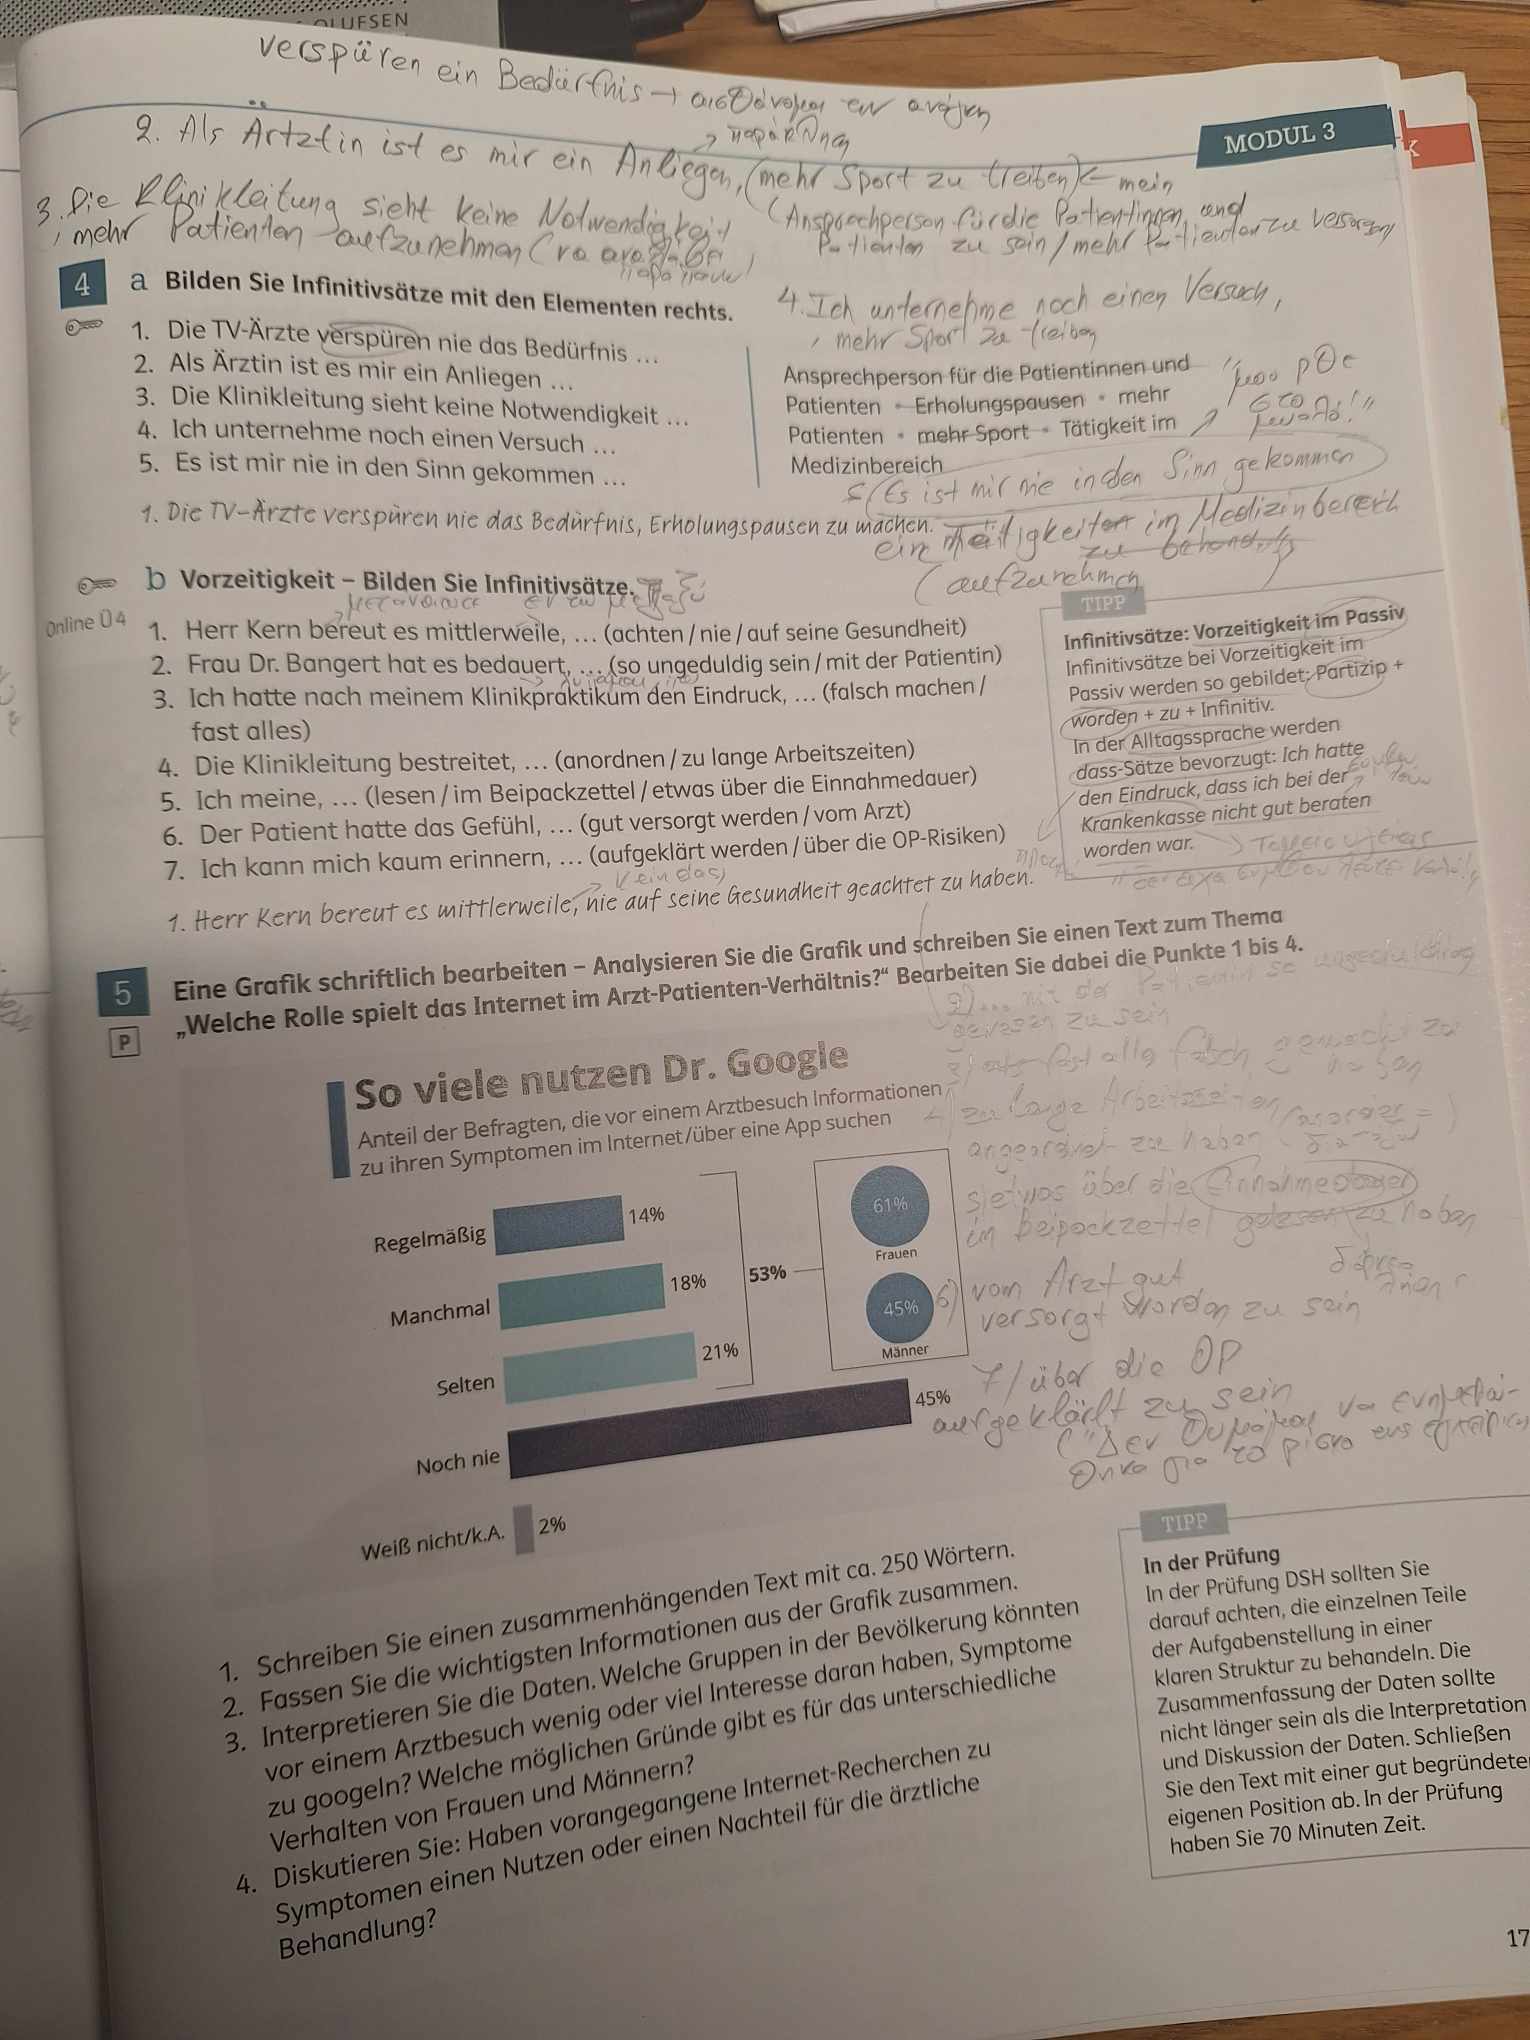 OLUFSEN
verspüren ein Bedürfnis →
2. Als Ärtztin ist es mir ein Anliegen, (mehr Sport zu treiben) ← mein
MODUL 3
K
3. Die Klinikleitung sieht keine Notwendigkeit
, mehr Patienten aufzunehmen
(Ansprechperson für die Patientinnen und
Patienten zu sein / mehr Patienten zu versorgen
4 a Bilden Sie Infinitivsätze mit den Elementen rechts.
4. Ich unternehme noch einen Versuch,
, mehr Sport zu treiben
1. Die TV-Ärzte verspüren nie das Bedürfnis …
2. Als Ärztin ist es mir ein Anliegen …
3. Die Klinikleitung sieht keine Notwendigkeit …
4. Ich unternehme noch einen Versuch …
5. Es ist mir nie in den Sinn gekommen …
Ansprechperson für die Patientinnen und
Patienten • Erholungspausen • mehr
Patienten • mehr Sport • Tätigkeit im
Medizinbereich
(Es ist mir nie in den Sinn gekommen
1. Die TV-Ärzte verspüren nie das Bedürfnis, Erholungspausen zu machen.
im Medizinbereich
(aufzunehmen
b Vorzeitigkeit – Bilden Sie Infinitivsätze.
Online Ü4
1. Herr Kern bereut es mittlerweile, … (achten / nie / auf seine Gesundheit)
2. Frau Dr. Bangert hat es bedauert, … (so ungeduldig sein / mit der Patientin)
3. Ich hatte nach meinem Klinikpraktikum den Eindruck, … (falsch machen /
fast alles)
4. Die Klinikleitung bestreitet, … (anordnen / zu lange Arbeitszeiten)
5. Ich meine, … (lesen / im Beipackzettel / etwas über die Einnahmedauer)
6. Der Patient hatte das Gefühl, … (gut versorgt werden / vom Arzt)
7. Ich kann mich kaum erinnern, … (aufgeklärt werden / über die OP-Risiken)
1. Herr Kern bereut es mittlerweile, nie auf seine Gesundheit geachtet zu haben.
TIPP
Infinitivsätze: Vorzeitigkeit im Passiv
Infinitivsätze bei Vorzeitigkeit im
Passiv werden so gebildet: Partizip +
worden + zu + Infinitiv.
In der Alltagssprache werden
dass-Sätze bevorzugt: Ich hatte
den Eindruck, dass ich bei der
Krankenkasse nicht gut beraten
worden war.
5 Eine Grafik schriftlich bearbeiten – Analysieren Sie die Grafik und schreiben Sie einen Text zum Thema
„Welche Rolle spielt das Internet im Arzt-Patienten-Verhältnis?“ Bearbeiten Sie dabei die Punkte 1 bis 4.
P
2) ... mit der Patientin so ungeduldig
gewesen zu sein
fast alles falsch gemacht zu
haben
zu lange Arbeitszeiten
angeordnet zu haben
etwas über die Einnahmedauer
im Beipackzettel gelesen zu haben
6) vom Arzt gut
versorgt worden zu sein
7/ über die OP
aufgeklärt zu sein
So viele nutzen Dr. Google
Anteil der Befragten, die vor einem Arztbesuch Informationen
zu ihren Symptomen im Internet/über eine App suchen
Regelmäßig 14%
Manchmal 18%
Selten 21%
53%
61%
Frauen
45%
Männer
Noch nie 45%
Weiß nicht/k.A. 2%
1. Schreiben Sie einen zusammenhängenden Text mit ca. 250 Wörtern.
2. Fassen Sie die wichtigsten Informationen aus der Grafik zusammen.
3. Interpretieren Sie die Daten. Welche Gruppen in der Bevölkerung könnten
vor einem Arztbesuch wenig oder viel Interesse daran haben, Symptome
zu googeln? Welche möglichen Gründe gibt es für das unterschiedliche
Verhalten von Frauen und Männern?
4. Diskutieren Sie: Haben vorangegangene Internet-Recherchen zu
Symptomen einen Nutzen oder einen Nachteil für die ärztliche
Behandlung?
TIPP
In der Prüfung
In der Prüfung DSH sollten Sie
darauf achten, die einzelnen Teile
der Aufgabenstellung in einer
klaren Struktur zu behandeln. Die
Zusammenfassung der Daten sollte
nicht länger sein als die Interpretation
und Diskussion der Daten. Schließen
Sie den Text mit einer gut begründeten
eigenen Position ab. In der Prüfung
haben Sie 70 Minuten Zeit.
17